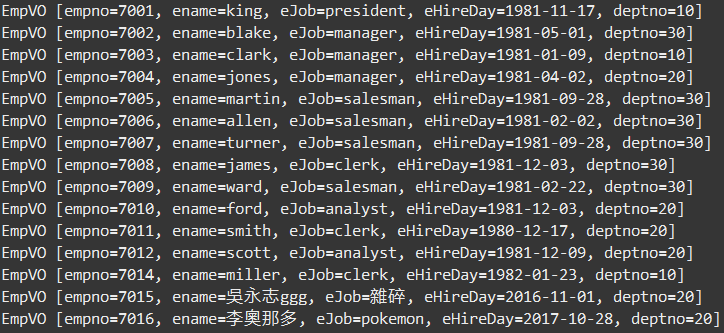 EmpVO [empno=7001, ename=king, eJob=president, eHireDay=1981-11-17, deptno=10]
EmpVO [empno=7002, ename=blake, eJob=manager, eHireDay=1981-05-01, deptno=30]
EmpVO [empno=7003, ename=clark, eJob=manager, eHireDay=1981-01-09, deptno=10]
EmpVO [empno=7004, ename=jones, eJob=manager, eHireDay=1981-04-02, deptno=20]
EmpVO [empno=7005, ename=martin, eJob=salesman, eHireDay=1981-09-28, deptno=30]
EmpVO [empno=7006, ename=allen, eJob=salesman, eHireDay=1981-02-02, deptno=30]
EmpVO [empno=7007, ename=turner, eJob=salesman, eHireDay=1981-09-28, deptno=30]
EmpVO [empno=7008, ename=james, eJob=clerk, eHireDay=1981-12-03, deptno=30]
EmpVO [empno=7009, ename=ward, eJob=salesman, eHireDay=1981-02-22, deptno=30]
EmpVO [empno=7010, ename=ford, eJob=analyst, eHireDay=1981-12-03, deptno=20]
EmpVO [empno=7011, ename=smith, eJob=clerk, eHireDay=1980-12-17, deptno=20]
EmpVO [empno=7012, ename=scott, eJob=analyst, eHireDay=1981-12-09, deptno=20]
EmpVO [empno=7014, ename=miller, eJob=clerk, eHireDay=1982-01-23, deptno=10]
EmpVO [empno=7015, ename=吳永志ggg, eJob=雜碎, eHireDay=2016-11-01, deptno=20]
EmpVO [empno=7016, ename=李奧那多, eJob=pokemon, eHireDay=2017-10-28, deptno=20]